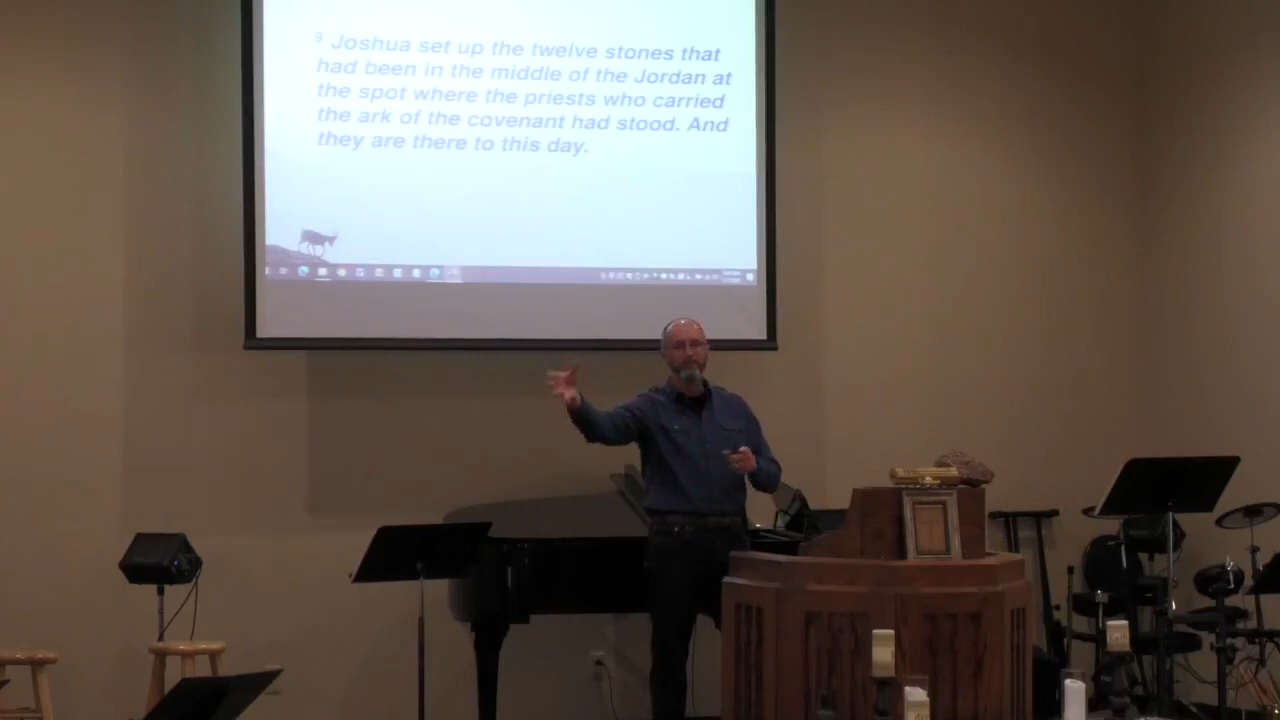 9 Joshua set up the twelve stones that
had been in the middle of the Jordan at
the spot where the priests who carried
the ark of the covenant had stood. And
they are there to this day.